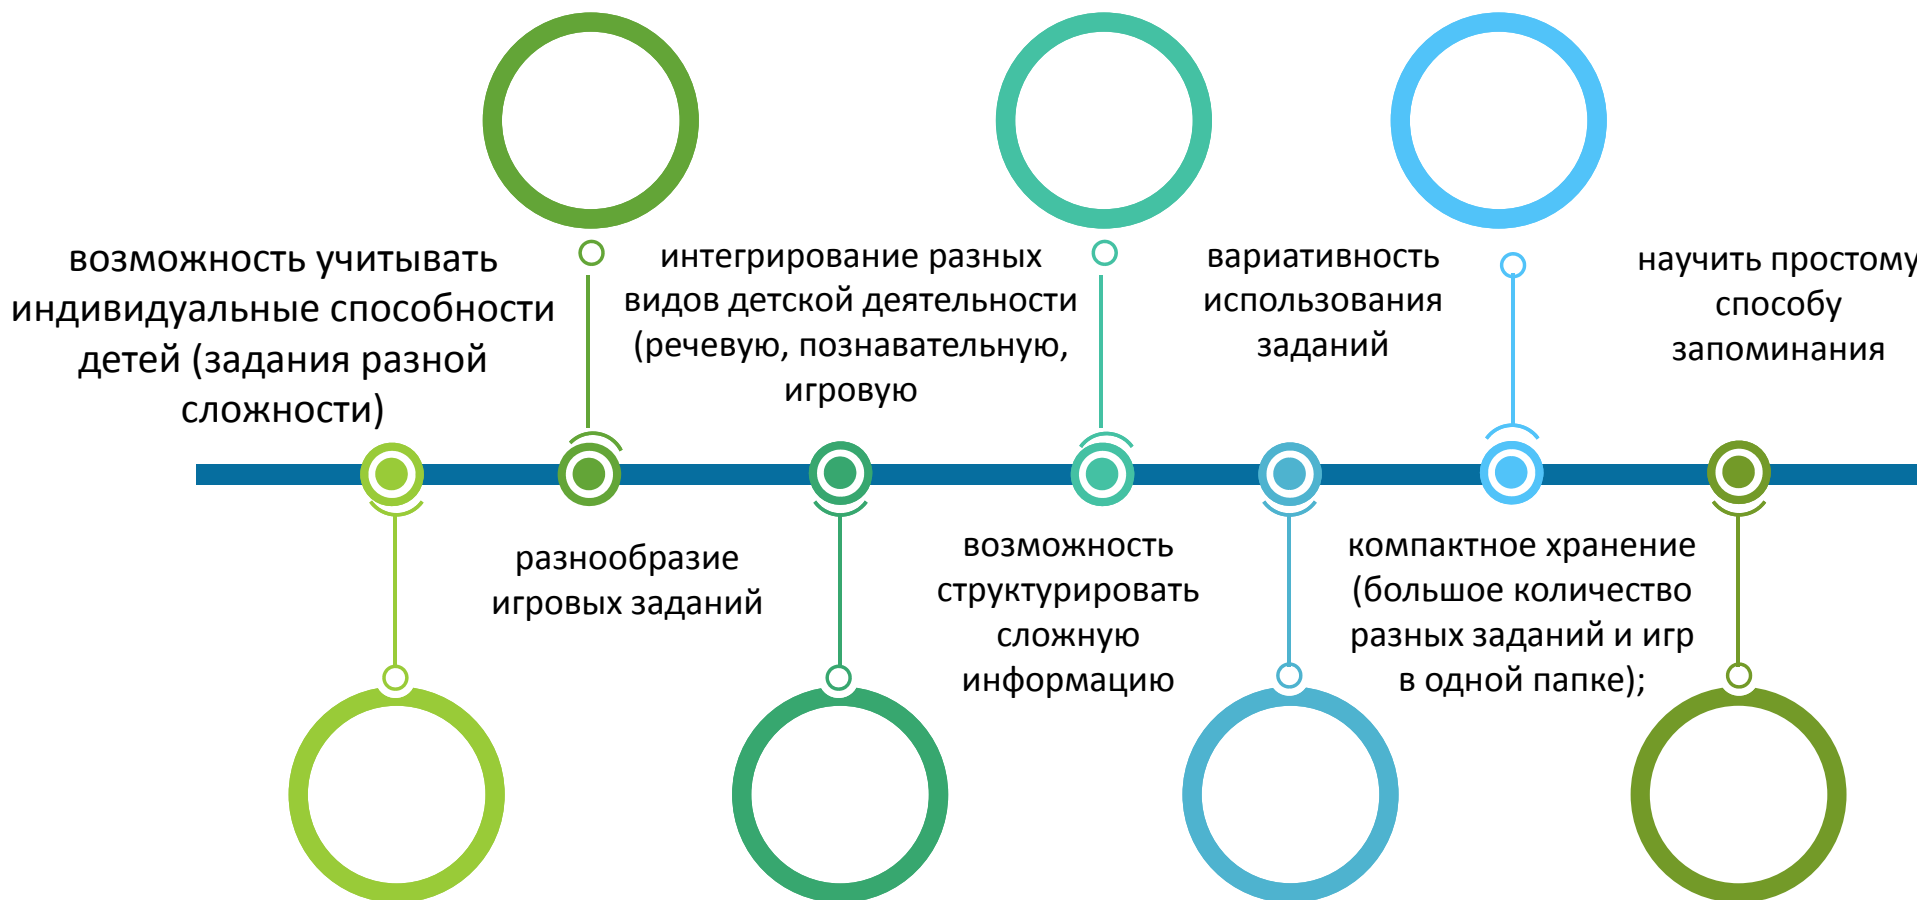 возможность учитывать
индивидуальные способности
детей (задания разной
сложности)
разнообразие
игровых заданий
интегрирование разных
видов детской деятельности
(речевую, познавательную,
игровую
возможность
структурировать
сложную
информацию
вариативность
использования
заданий
компактное хранение
(большое количество
разных заданий и игр
в одной папке);
научить простому
способу
запоминания